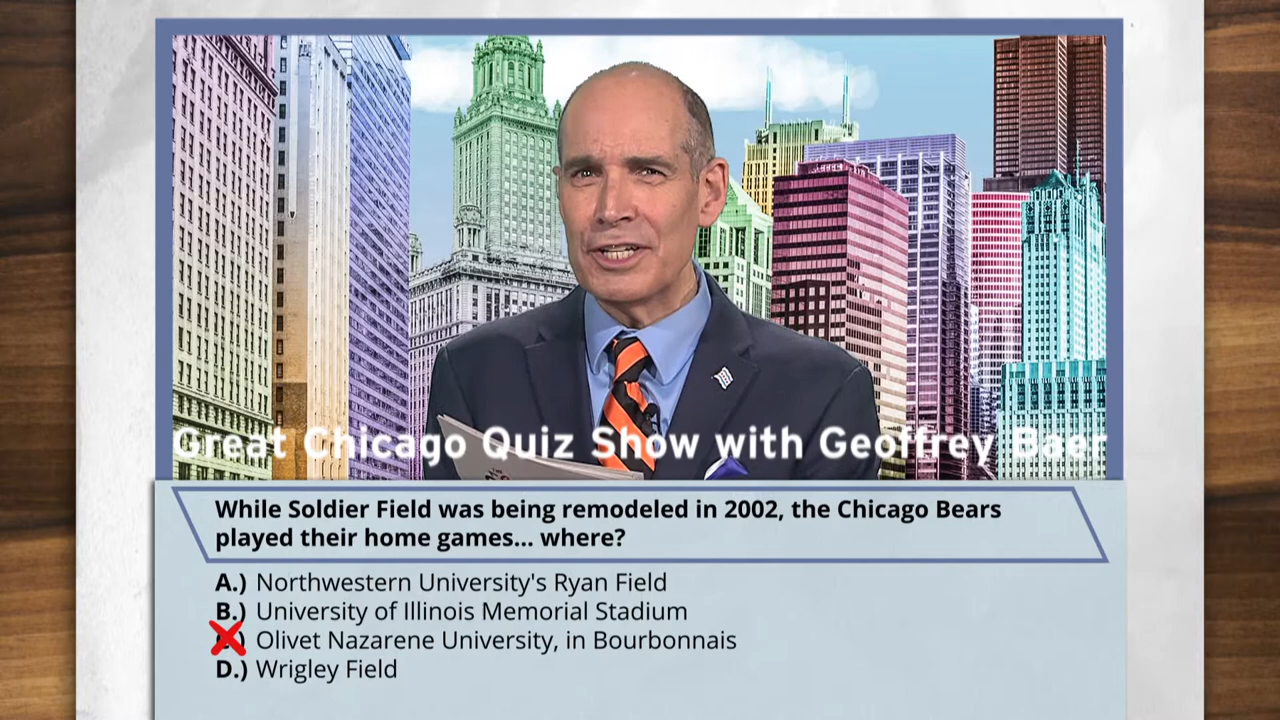 Great Chicago Quiz Show with Geoffrey Baer
While Soldier Field was being remodeled in 2002, the Chicago Bears
played their home games... where?
A.) Northwestern University's Ryan Field
B.) University of Illinois Memorial Stadium
Olivet Nazarene University, in Bourbonnais
D.) Wrigley Field